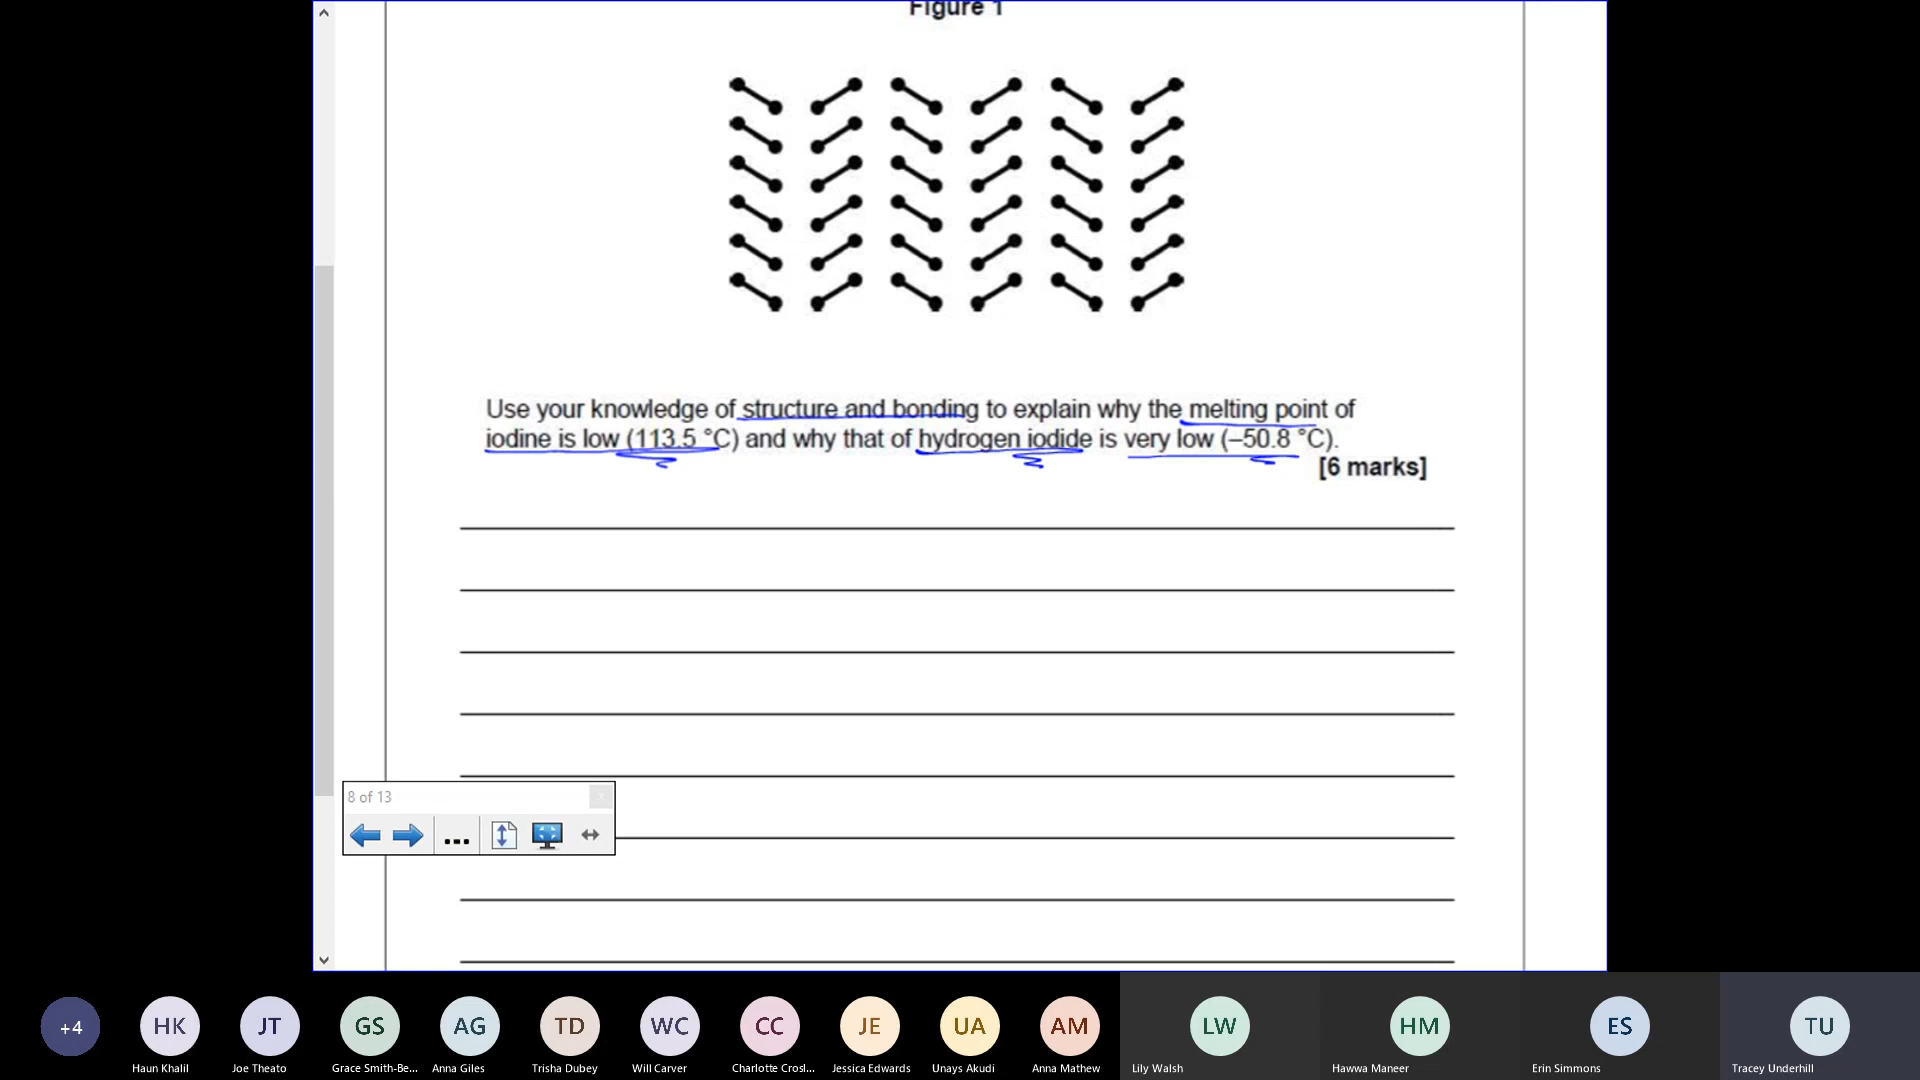 Figure 1
Use your knowledge of structure and bonding to explain why the melting point of
iodine is low (113.5 °C) and why that of hydrogen iodide is very low (–50.8 °C).
[6 marks]
8 of 13
+4
HK
JT
GS
AG
TD
WC
CC
JE
UA
AM
LW
HM
ES
TU
Haun Khalil
Joe Theato
Grace Smith-Be...
Anna Giles
Trisha Dubey
Will Carver
Charlotte Crosl...
Jessica Edwards
Unays Akudi
Anna Mathew
Lily Walsh
Hawwa Maneer
Erin Simmons
Tracey Underhill